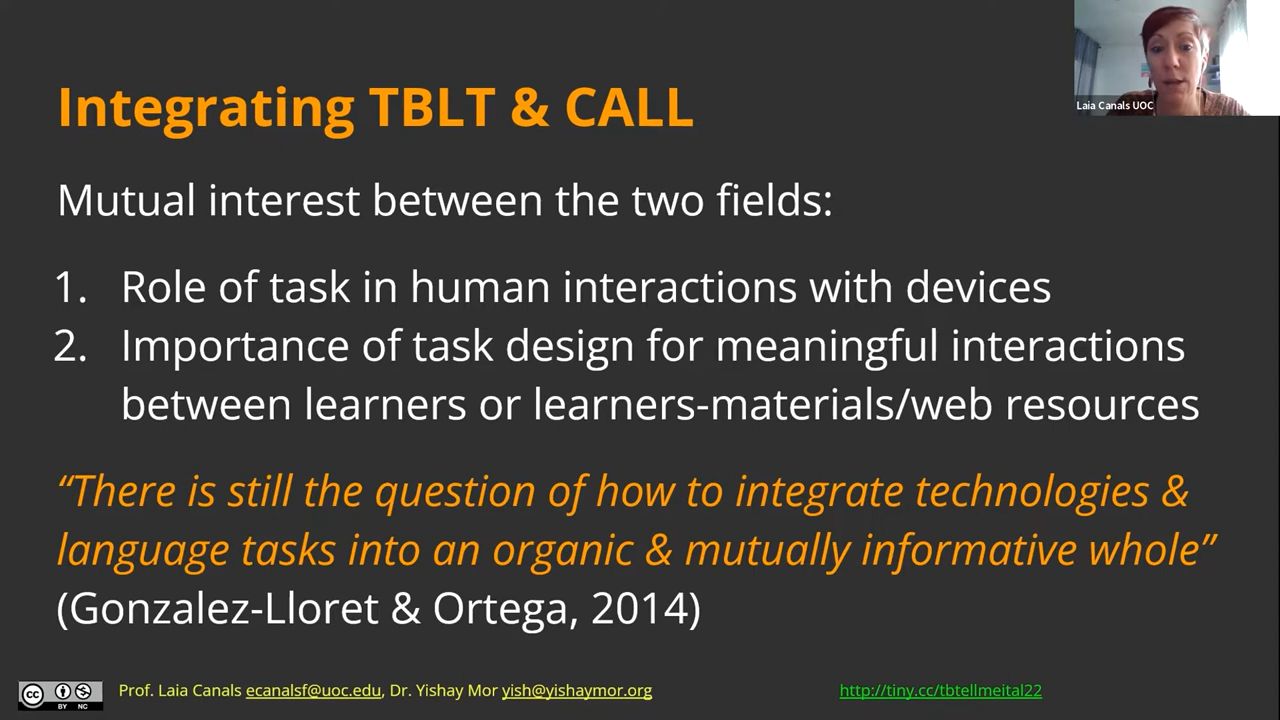 Laia Canals UOC
Integrating TBLT & CALL
Mutual interest between the two fields:
1. Role of task in human interactions with devices
2. Importance of task design for meaningful interactions
between learners or learners-materials/web resources
“There is still the question of how to integrate technologies &
language tasks into an organic & mutually informative whole”
(Gonzalez-Lloret & Ortega, 2014)
cc BY NC
Prof. Laia Canals ecanalsf@uoc.edu, Dr. Yishay Mor yish@yishaymor.org
http://tiny.cc/tbtellmeital22